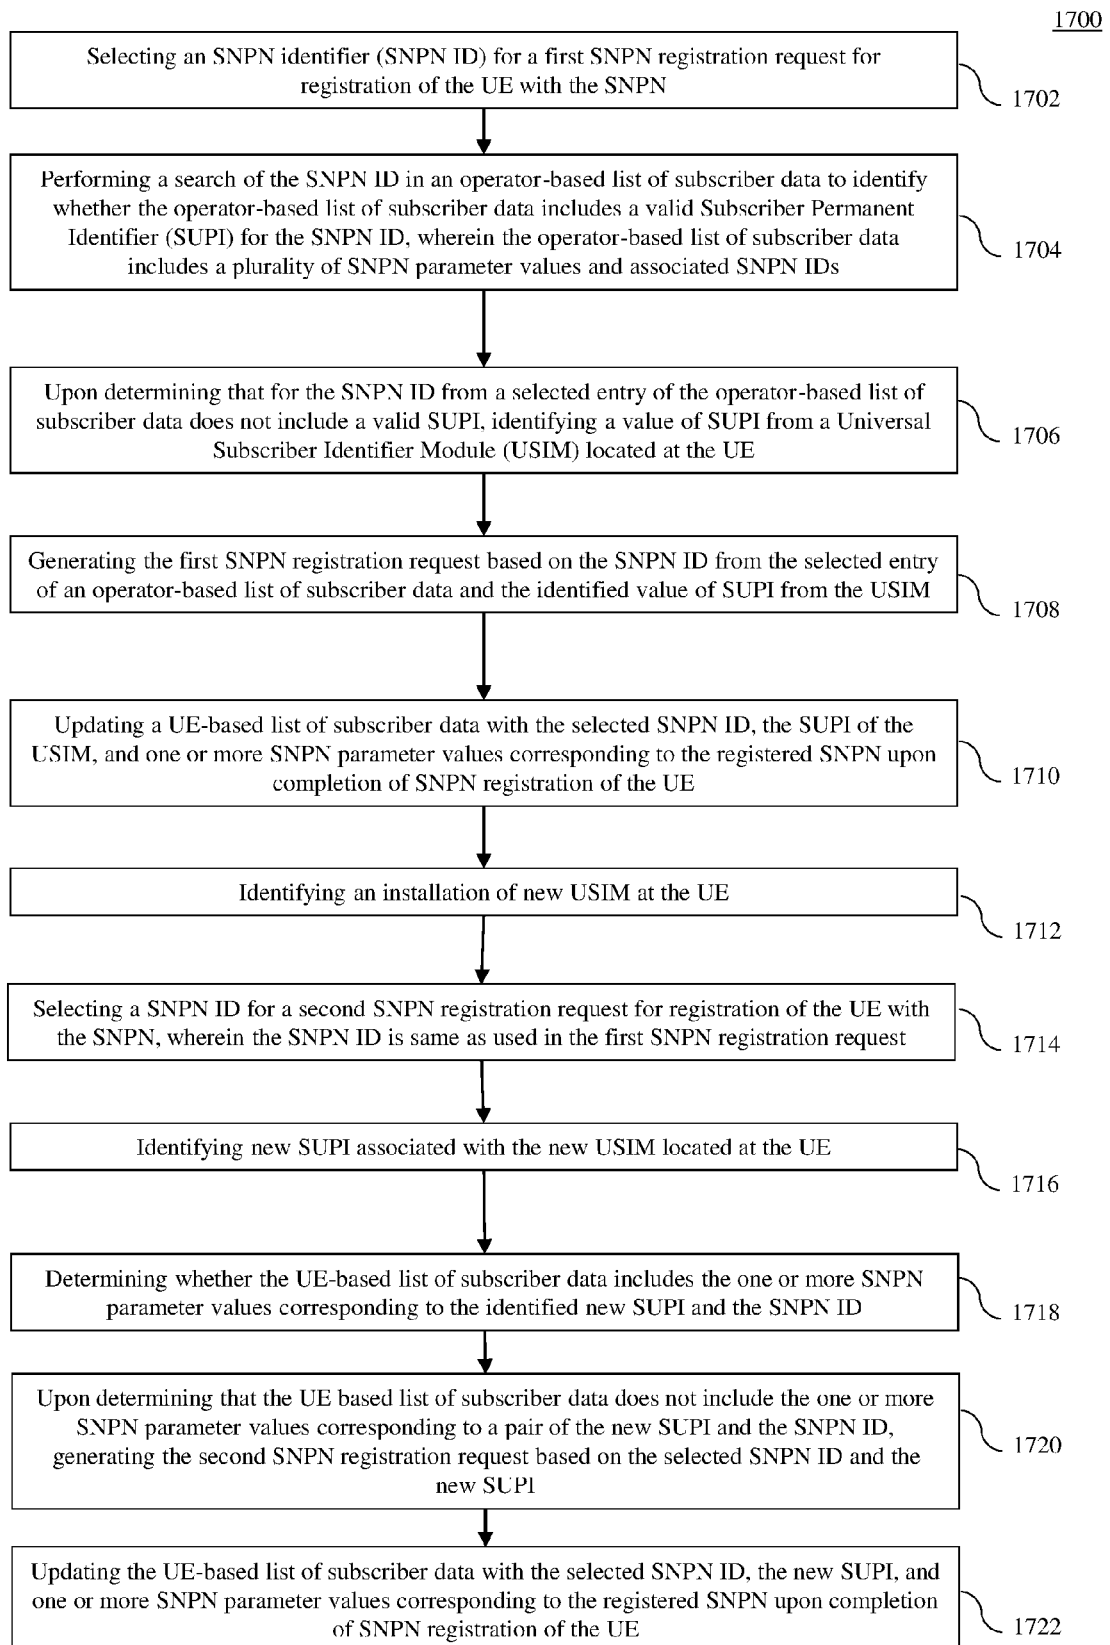 1700
Selecting an SNPN identifier (SNPN ID) for a first SNPN registration request for
registration of the UE with the SNPN
1702
Performing a search of the SNPN ID in an operator-based list of subscriber data to identify
whether the operator-based list of subscriber data includes a valid Subscriber Permanent
Identifier (SUPI) for the SNPN ID, wherein the operator-based list of subscriber data
includes a plurality of SNPN parameter values and associated SNPN IDs
1704
Upon determining that for the SNPN ID from a selected entry of the operator-based list of
subscriber data does not include a valid SUPI, identifying a value of SUPI from a Universal
Subscriber Identifier Module (USIM) located at the UE
1706
Generating the first SNPN registration request based on the SNPN ID from the selected entry
of an operator-based list of subscriber data and the identified value of SUPI from the USIM
1708
Updating a UE-based list of subscriber data with the selected SNPN ID, the SUPI of the
USIM, and one or more SNPN parameter values corresponding to the registered SNPN upon
completion of SNPN registration of the UE
1710
Identifying an installation of new USIM at the UE
1712
Selecting a SNPN ID for a second SNPN registration request for registration of the UE with
the SNPN, wherein the SNPN ID is same as used in the first SNPN registration request
1714
Identifying new SUPI associated with the new USIM located at the UE
1716
Determining whether the UE-based list of subscriber data includes the one or more SNPN
parameter values corresponding to the identified new SUPI and the SNPN ID
1718
Upon determining that the UE based list of subscriber data does not include the one or more
SNPN parameter values corresponding to a pair of the new SUPI and the SNPN ID,
generating the second SNPN registration request based on the selected SNPN ID and the
new SUPI
1720
Updating the UE-based list of subscriber data with the selected SNPN ID, the new SUPI, and
one or more SNPN parameter values corresponding to the registered SNPN upon completion
of SNPN registration of the UE
1722